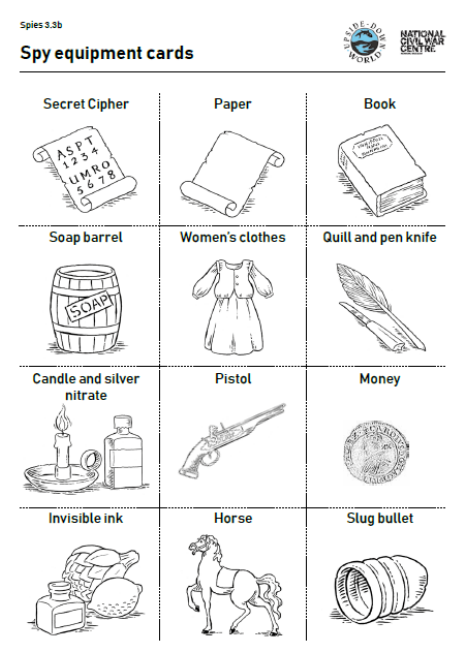 Spies 3.3b
Spy equipment cards
UPSIDE-DOWN WORLD
NATIONAL
CIVIL WAR
CENTRE
Secret Cipher
Paper
Book
ASPT
1234
UMRO
5678
Soap barrel
Women's clothes
Quill and pen knife
SOAP
Candle and silver
nitrate
Pistol
Money
Invisible ink
Horse
Slug bullet